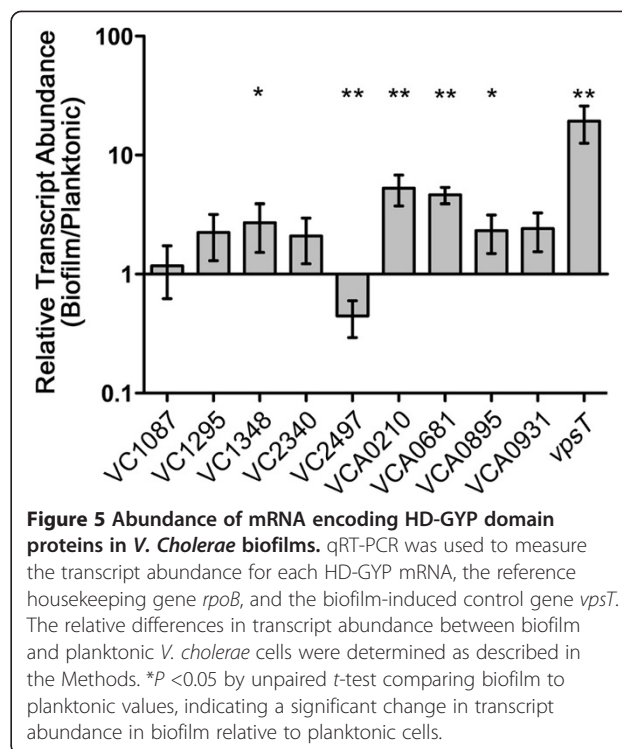 100
10
1
0.1
Relative Transcript Abundance
(Biofilm/Planktonic)
* ** ** ** * **
VC1087
VC1295
VC1348
VC2340
VC2497
VCA0210
VCA0681
VCA0895
VCA0931
vpsT
Figure 5 Abundance of mRNA encoding HD-GYP domain
proteins in V. Cholerae biofilms. qRT-PCR was used to measure
the transcript abundance for each HD-GYP mRNA, the reference
housekeeping gene rpoB, and the biofilm-induced control gene vpsT.
The relative differences in transcript abundance between biofilm
and planktonic V. cholerae cells were determined as described in
the Methods. *P <0.05 by unpaired t-test comparing biofilm to
planktonic values, indicating a significant change in transcript
abundance in biofilm relative to planktonic cells.